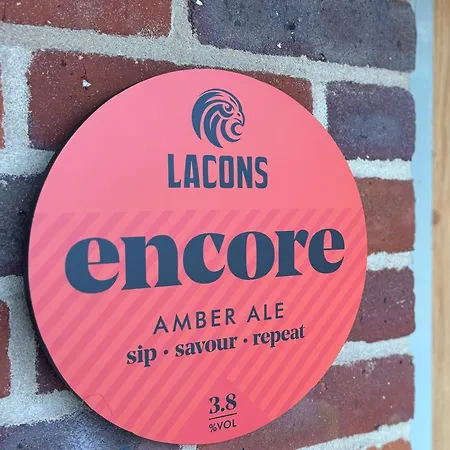 LACONS
encore
AMBER ALE
sip · savour · repeat
3.8
%VOL